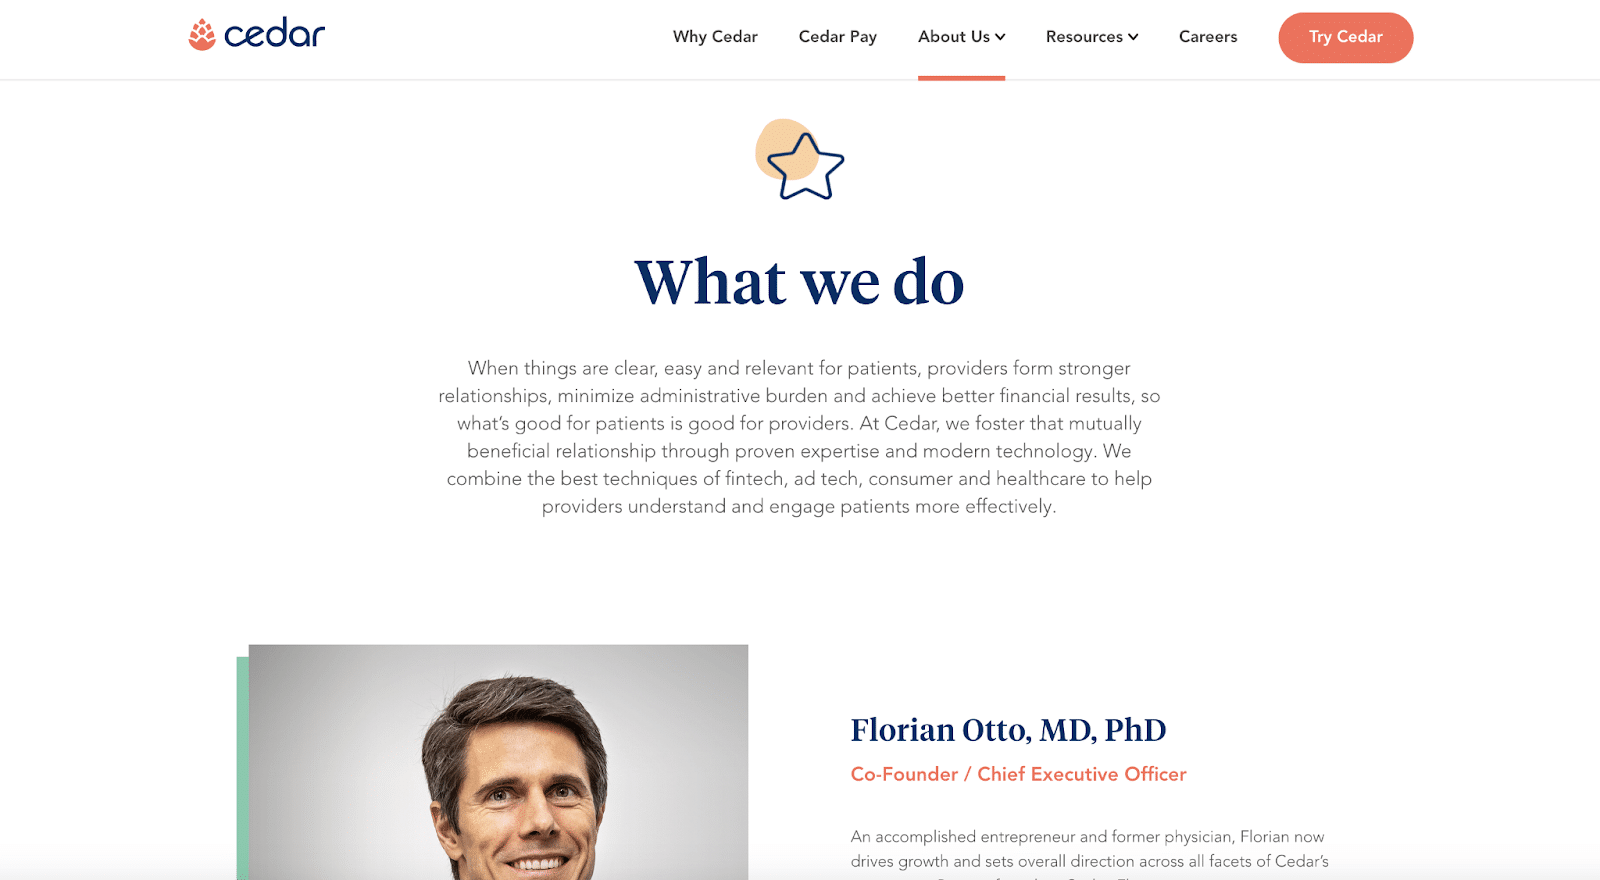 cedar
Why Cedar
Cedar Pay
About Us
Resources
Careers
Try Cedar
What we do
When things are clear, easy and relevant for patients, providers form stronger
relationships, minimize administrative burden and achieve better financial results, so
what's good for patients is good for providers. At Cedar, we foster that mutually
beneficial relationship through proven expertise and modern technology. We
combine the best techniques of fintech, ad tech, consumer and healthcare to help
providers understand and engage patients more effectively.
Florian Otto, MD, PhD
Co-Founder / Chief Executive Officer
An accomplished entrepreneur and former physician, Florian now
drives growth and sets overall direction across all facets of Cedar's